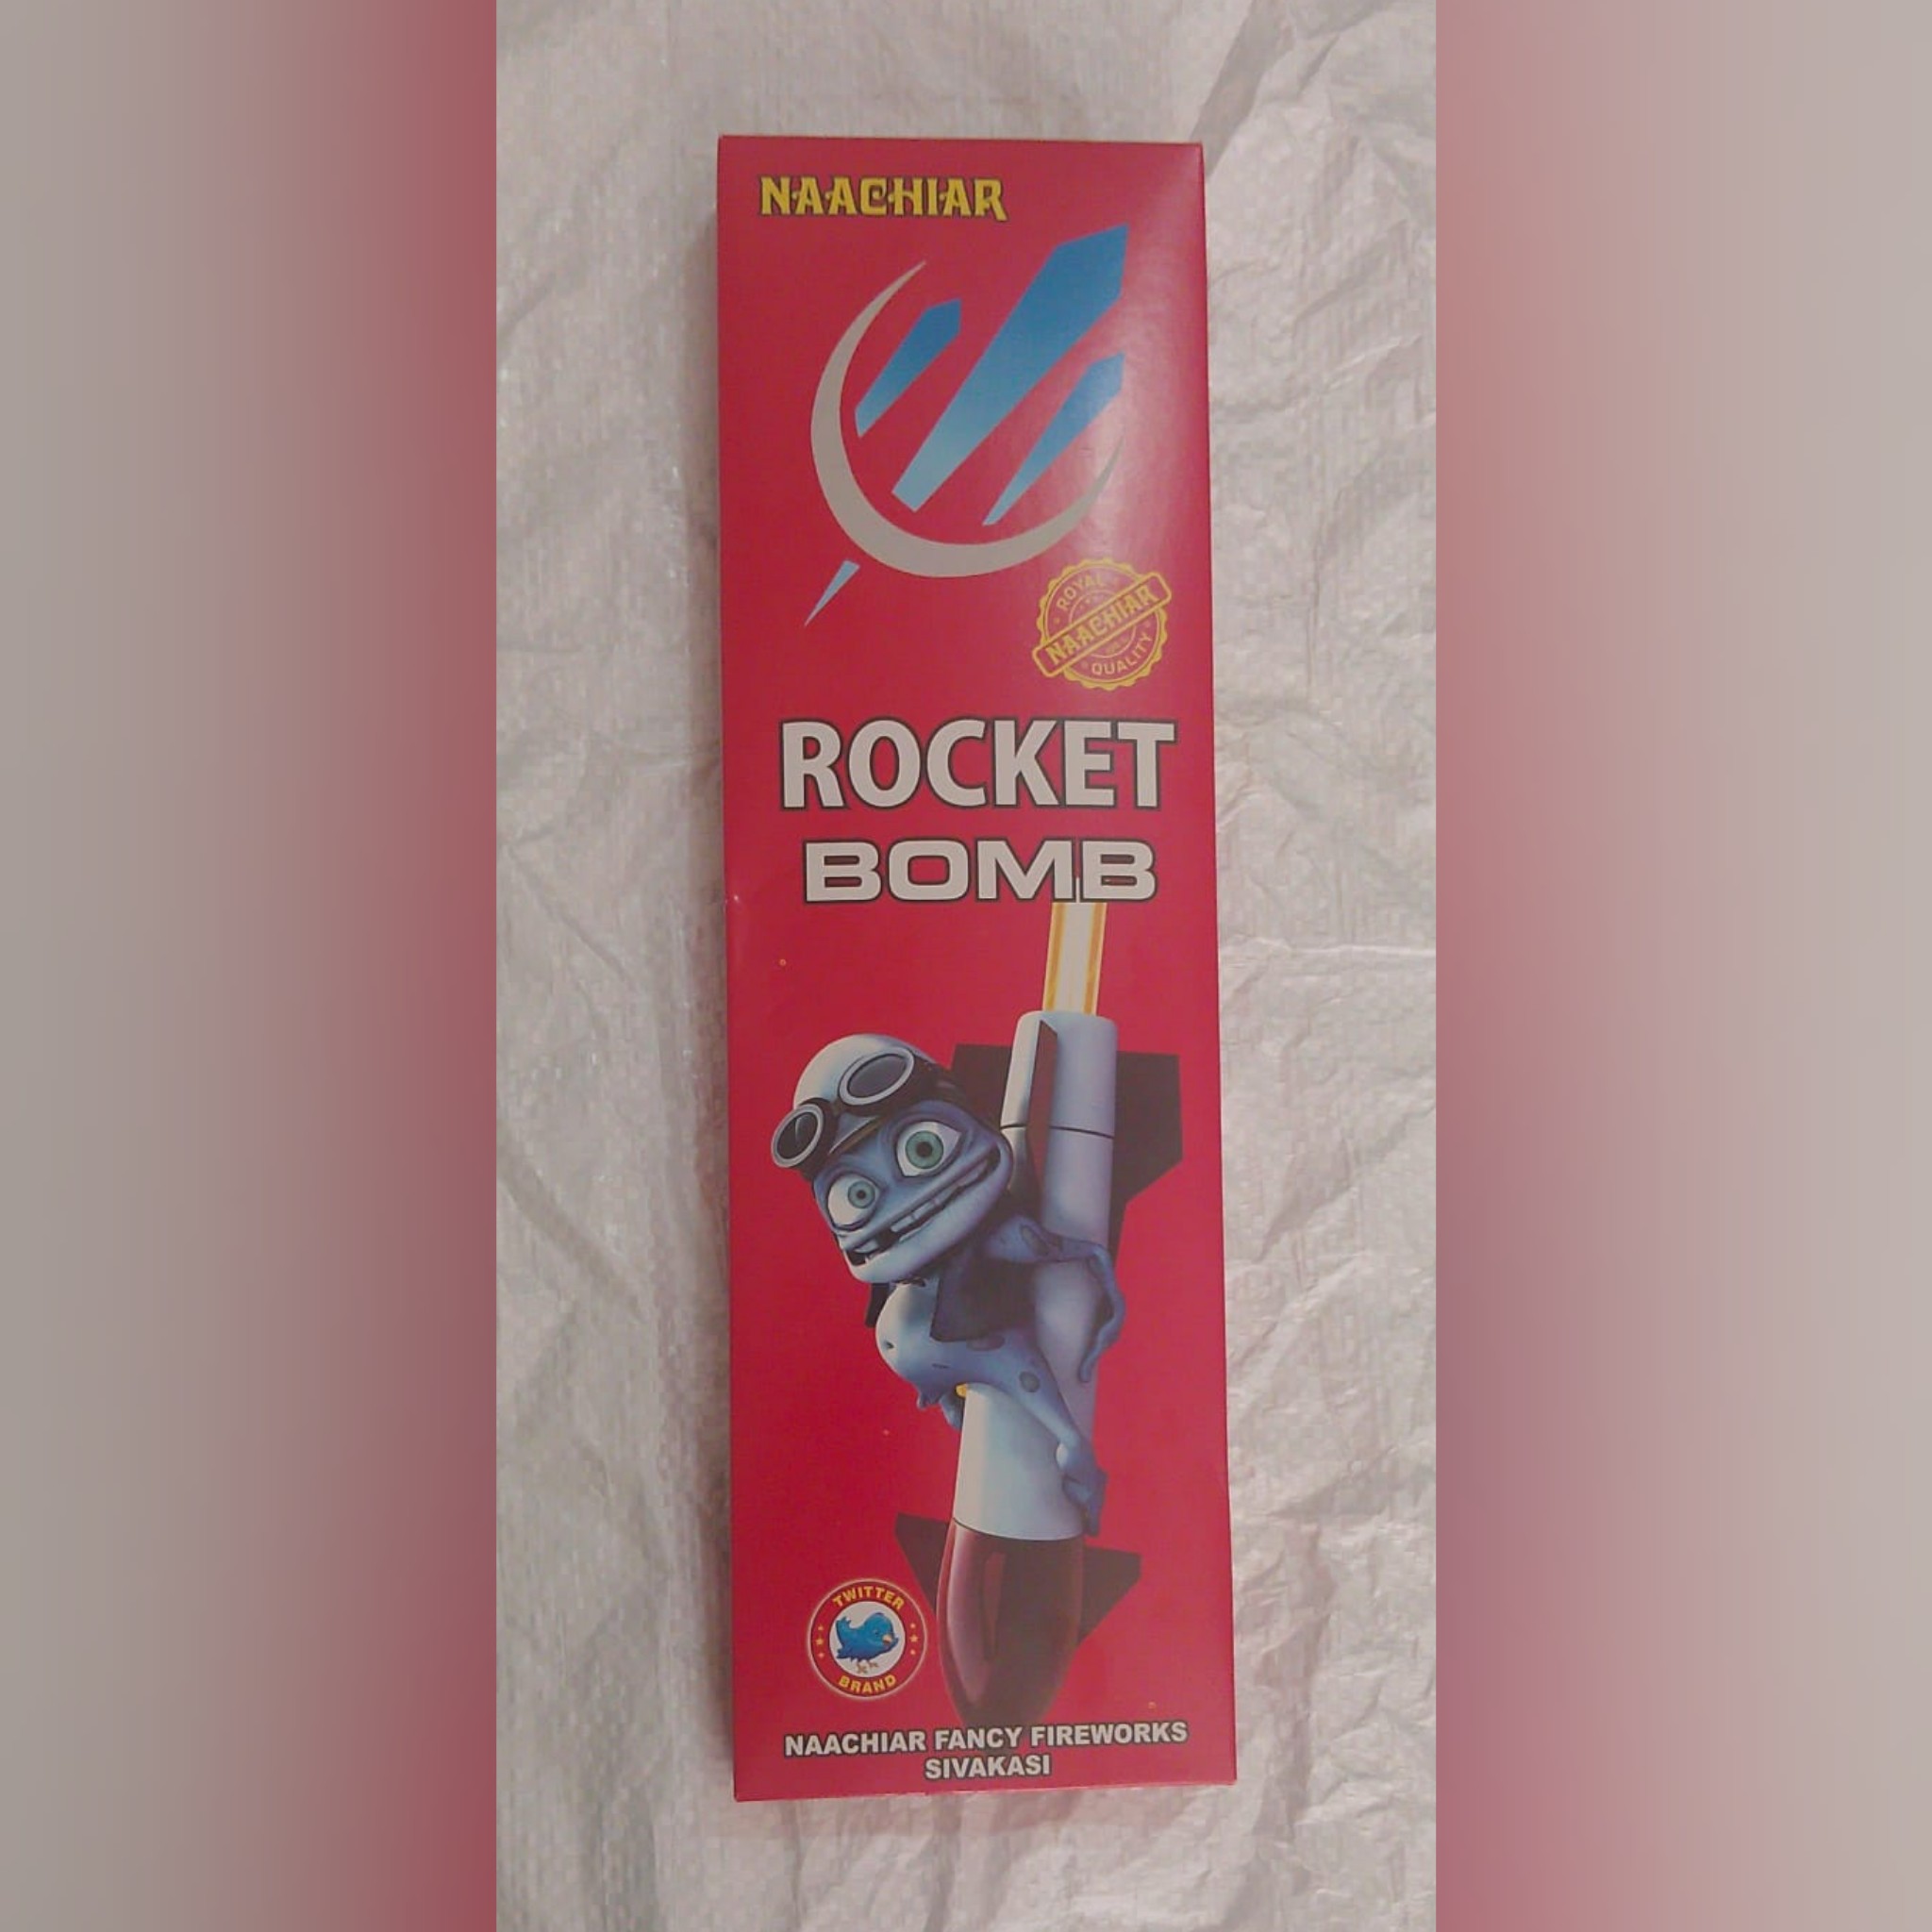 NAACHIAR
ROYAL
NAACHIAR
QUALITY
ROCKET
BOMB
TWITTER
BRAND
NAACHIAR FANCY FIREWORKS
SIVAKASI